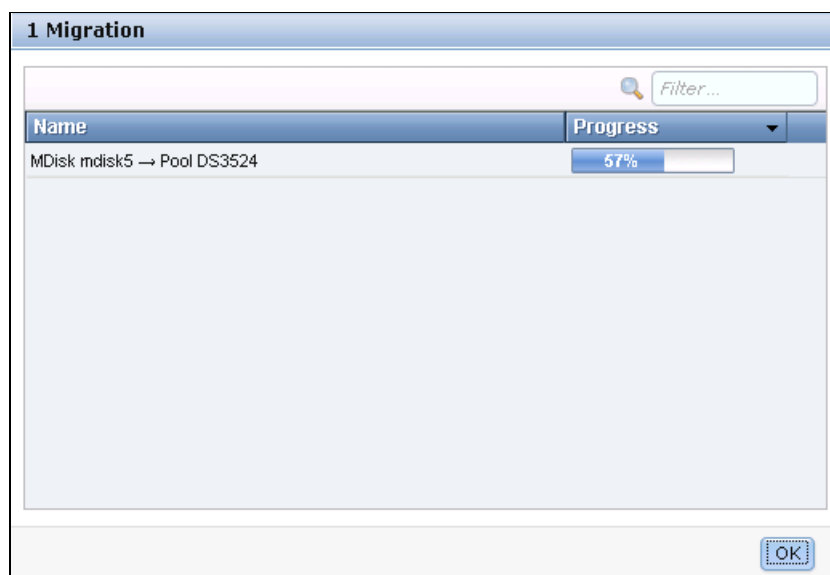 1 Migration
Filter...
Name Progress
MDisk mdisk5 → Pool DS3524 57%
OK